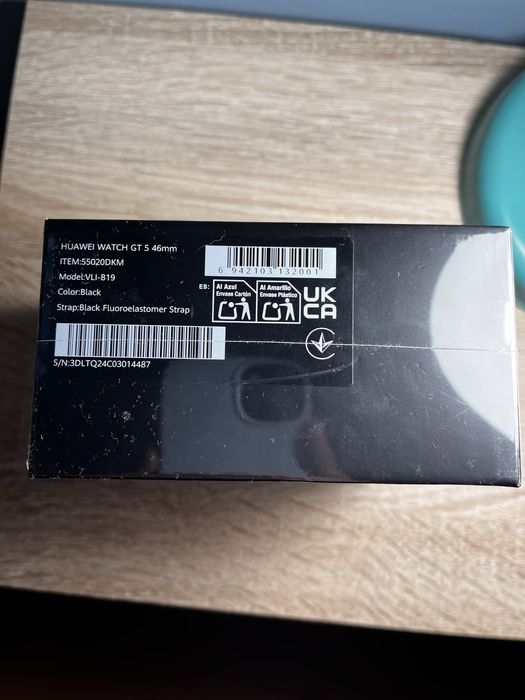 HUAWEI WATCH GT 5 46mm
ITEM:55020DKM
Model:VLI-B19
Color:Black
Strap:Black Fluoroelastomer Strap
S/N:3DLTQ24C03014487
6 942103 132001
ES:
Al Azul
Envase Cartón
Al Amarillo
Envase Plástico
UK
CA